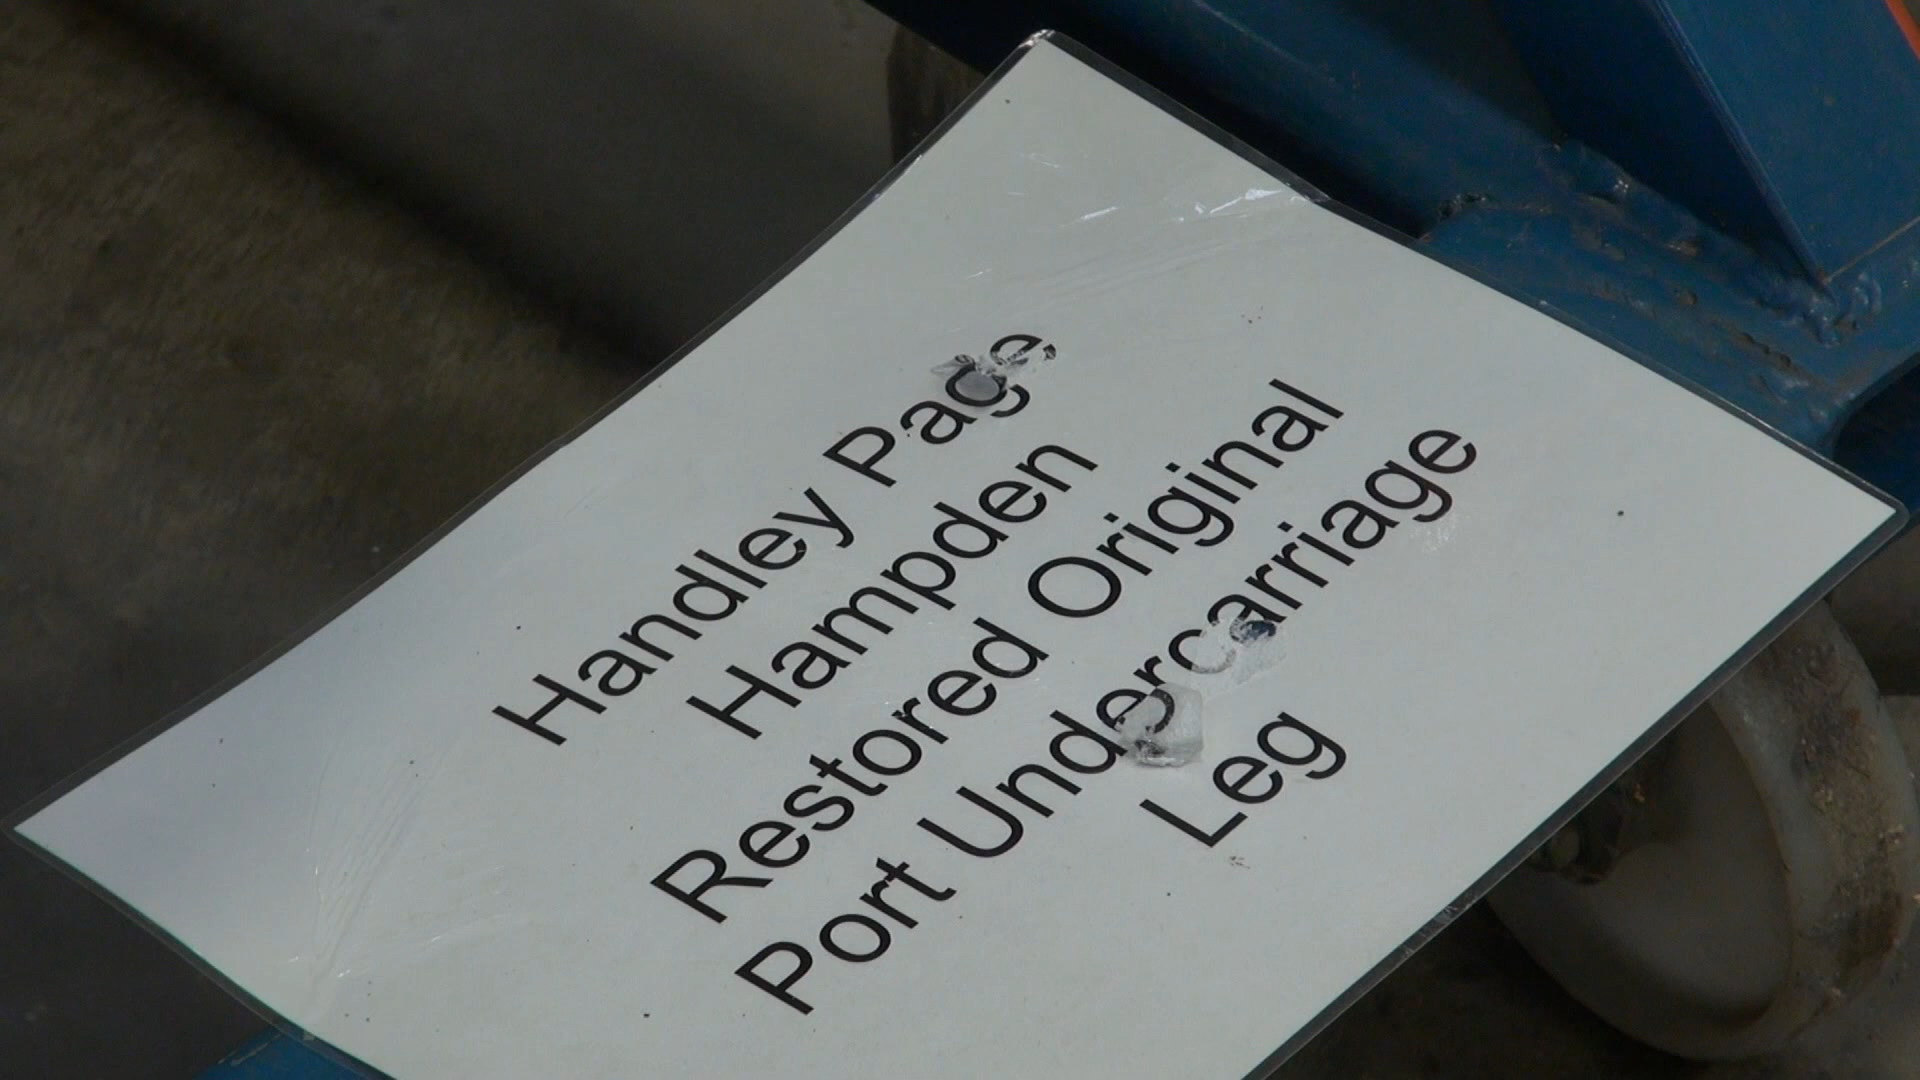 Handley Page
Hampden
Restored Original
Port Undercarriage
Leg